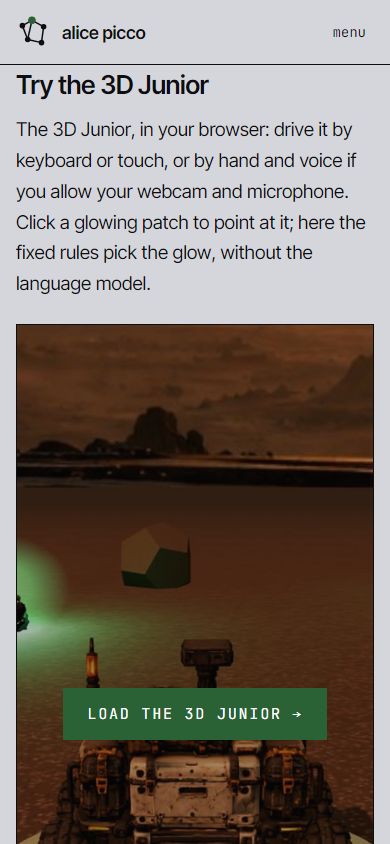 alice picco
menu
Try the 3D Junior
The 3D Junior, in your browser: drive it by
keyboard or touch, or by hand and voice if
you allow your webcam and microphone.
Click a glowing patch to point at it; here the
fixed rules pick the glow, without the
language model.
LOAD THE 3D JUNIOR →